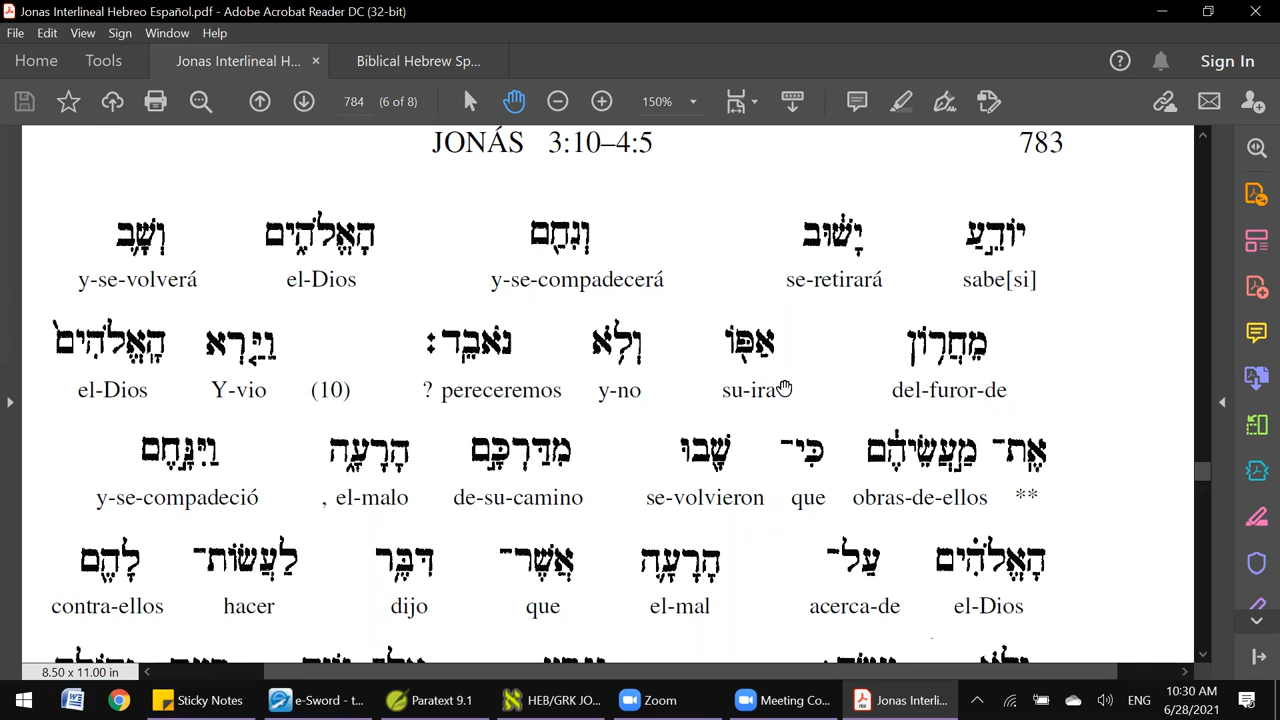 Jonas Interlineal Hebreo Español.pdf - Adobe Acrobat Reader DC (32-bit)
File Edit View Sign Window Help
Home Tools Jonas Interlineal H... × Biblical Hebrew Sp... Sign In
784 (6 of 8) 150%
JONÁS 3:10–4:5 783
יוֹדֵ֣עַ יָשׁ֔וּב וְנִחַ֖ם הָאֱלֹהִ֑ים וְשָׁ֛ב
y-se-volverá el-Dios y-se-compadecerá se-retirará sabe[si]
מֵחֲר֥וֹן אַפּ֖וֹ וְלֹ֥א נֹאבֵֽד׃ וַיַּ֤רְא הָֽאֱלֹהִים֙
el-Dios Y-vio (10) ? pereceremos y-no su-ira del-furor-de
אֶֽת־ מַ֣עֲשֵׂיהֶ֔ם כִּי־ שָׁ֖בוּ מִדַּרְכָּ֣ם הָרָעָ֑ה וַיִּנָּ֣חֶם
y-se-compadeció , el-malo de-su-camino se-volvieron que obras-de-ellos **
הָאֱלֹהִ֗ים עַל־ הָרָעָ֛ה אֲשֶׁר־ דִּבֶּ֥ר לַעֲשׂוֹת־ לָהֶ֖ם
contra-ellos hacer dijo que el-mal acerca-de el-Dios
8.50 x 11.00 in
Sticky Notes e-Sword - t... Paratext 9.1 HEB/GRK JO... Zoom Meeting Co... Jonas Interli... ENG 10:30 AM
6/28/2021